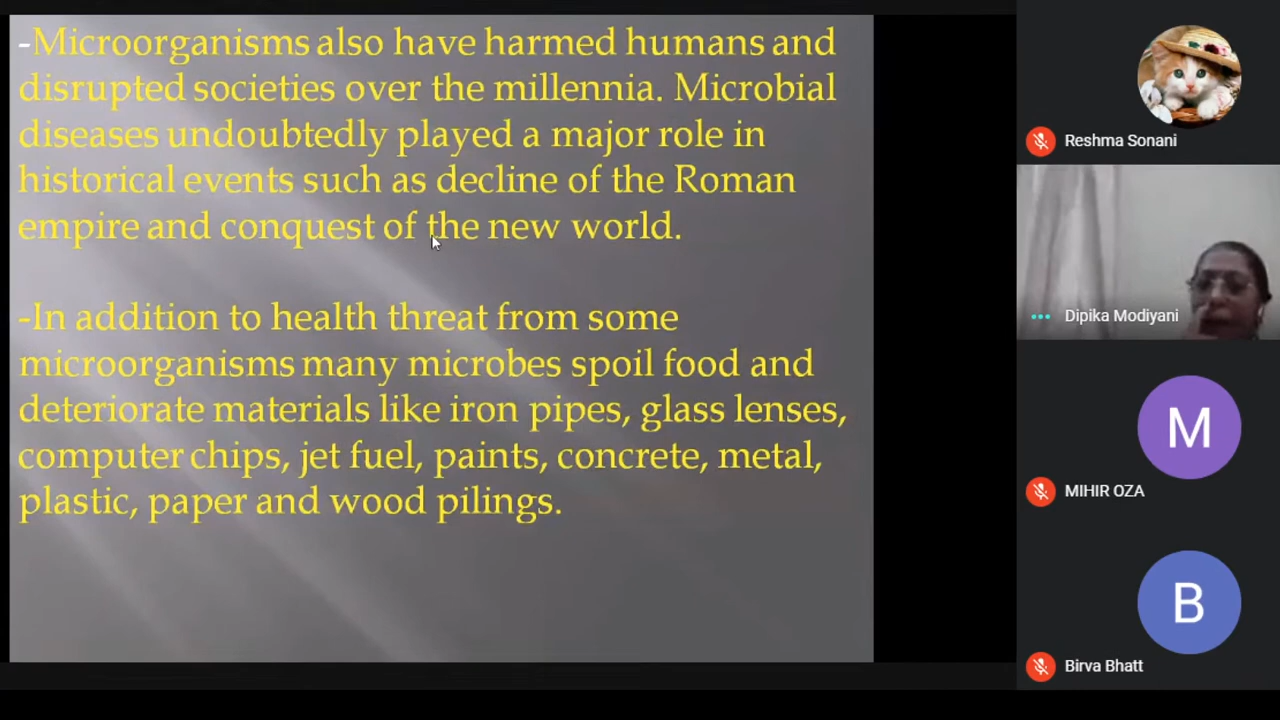 -Microorganisms also have harmed humans and
disrupted societies over the millennia. Microbial
diseases undoubtedly played a major role in
historical events such as decline of the Roman
empire and conquest of the new world.
-In addition to health threat from some
microorganisms many microbes spoil food and
deteriorate materials like iron pipes, glass lenses,
computer chips, jet fuel, paints, concrete, metal,
plastic, paper and wood pilings.
Reshma Sonani
Dipika Modiyani
M
MIHIR OZA
B
Birva Bhatt